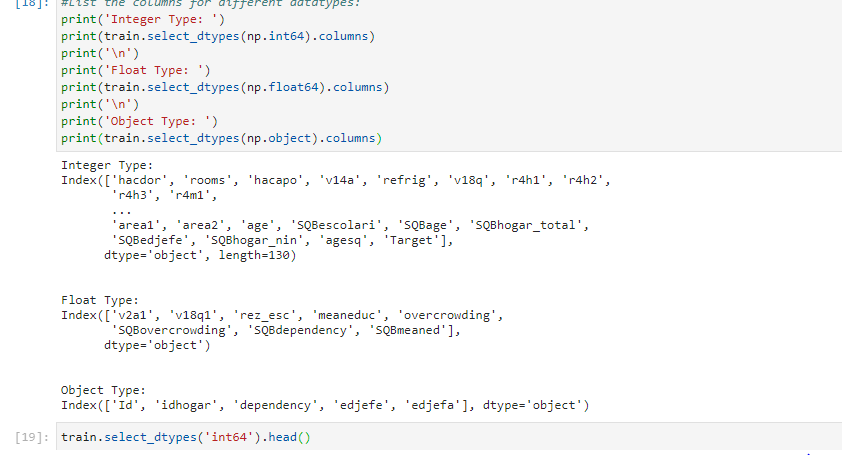 [18]: #List the columns for different datatypes:
print('Integer Type: ')
print(train.select_dtypes(np.int64).columns)
print('\n')
print('Float Type: ')
print(train.select_dtypes(np.float64).columns)
print('\n')
print('Object Type: ')
print(train.select_dtypes(np.object).columns)
Integer Type:
Index(['hacdor', 'rooms', 'hacapo', 'v14a', 'refrig', 'v18q', 'r4h1', 'r4h2',
'r4h3', 'r4m1',
...
'area1', 'area2', 'age', 'SQBescolari', 'SQBage', 'SQBhogar_total',
'SQBedjefe', 'SQBhogar_nin', 'agesq', 'Target'],
dtype='object', length=130)
Float Type:
Index(['v2a1', 'v18q1', 'rez_esc', 'meaneduc', 'overcrowding',
'SQBovercrowding', 'SQBdependency', 'SQBmeaned'],
dtype='object')
Object Type:
Index(['Id', 'idhogar', 'dependency', 'edjefe', 'edjefa'], dtype='object')
[19]: train.select_dtypes('int64').head()